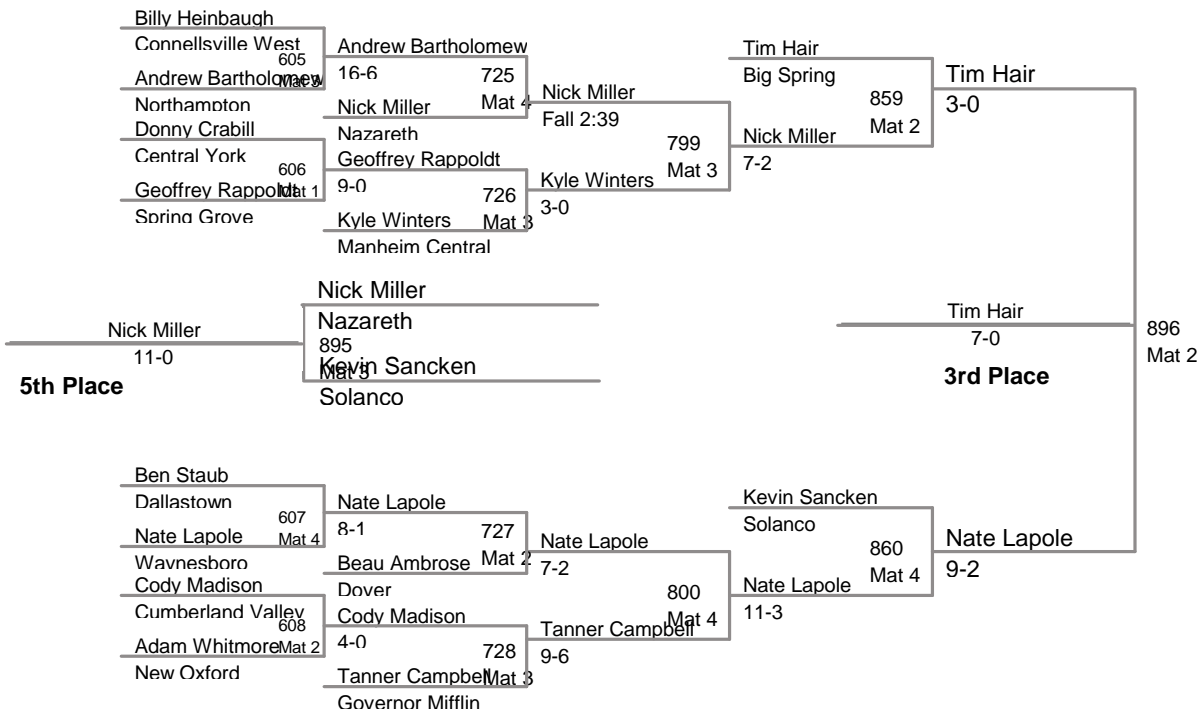 Billy Heinbaugh
Connellsville West
605
Mat 3
Andrew Bartholomew
Northampton
Donny Crabill
Central York
606
Mat 1
Geoffrey Rappoldt
Spring Grove
Andrew Bartholomew
16-6
725
Mat 4
Nick Miller
Nazareth
Geoffrey Rappoldt
9-0
726
Mat 3
Kyle Winters
Manheim Central
Nick Miller
Fall 2:39
799
Mat 3
Kyle Winters
3-0
Tim Hair
Big Spring
859
Mat 2
Nick Miller
7-2
Tim Hair
3-0
Nick Miller
11-0
5th Place
Nick Miller
Nazareth
895
Mat 3
Kevin Sancken
Solanco
Tim Hair
7-0
3rd Place
896
Mat 2
Ben Staub
Dallastown
607
Mat 4
Nate Lapole
Waynesboro
Cody Madison
Cumberland Valley
608
Mat 2
Adam Whitmore
New Oxford
Nate Lapole
8-1
727
Mat 2
Beau Ambrose
Dover
Cody Madison
4-0
728
Mat 3
Tanner Campbell
Governor Mifflin
Nate Lapole
7-2
800
Mat 4
Tanner Campbell
9-6
Kevin Sancken
Solanco
860
Mat 4
Nate Lapole
11-3
Nate Lapole
9-2